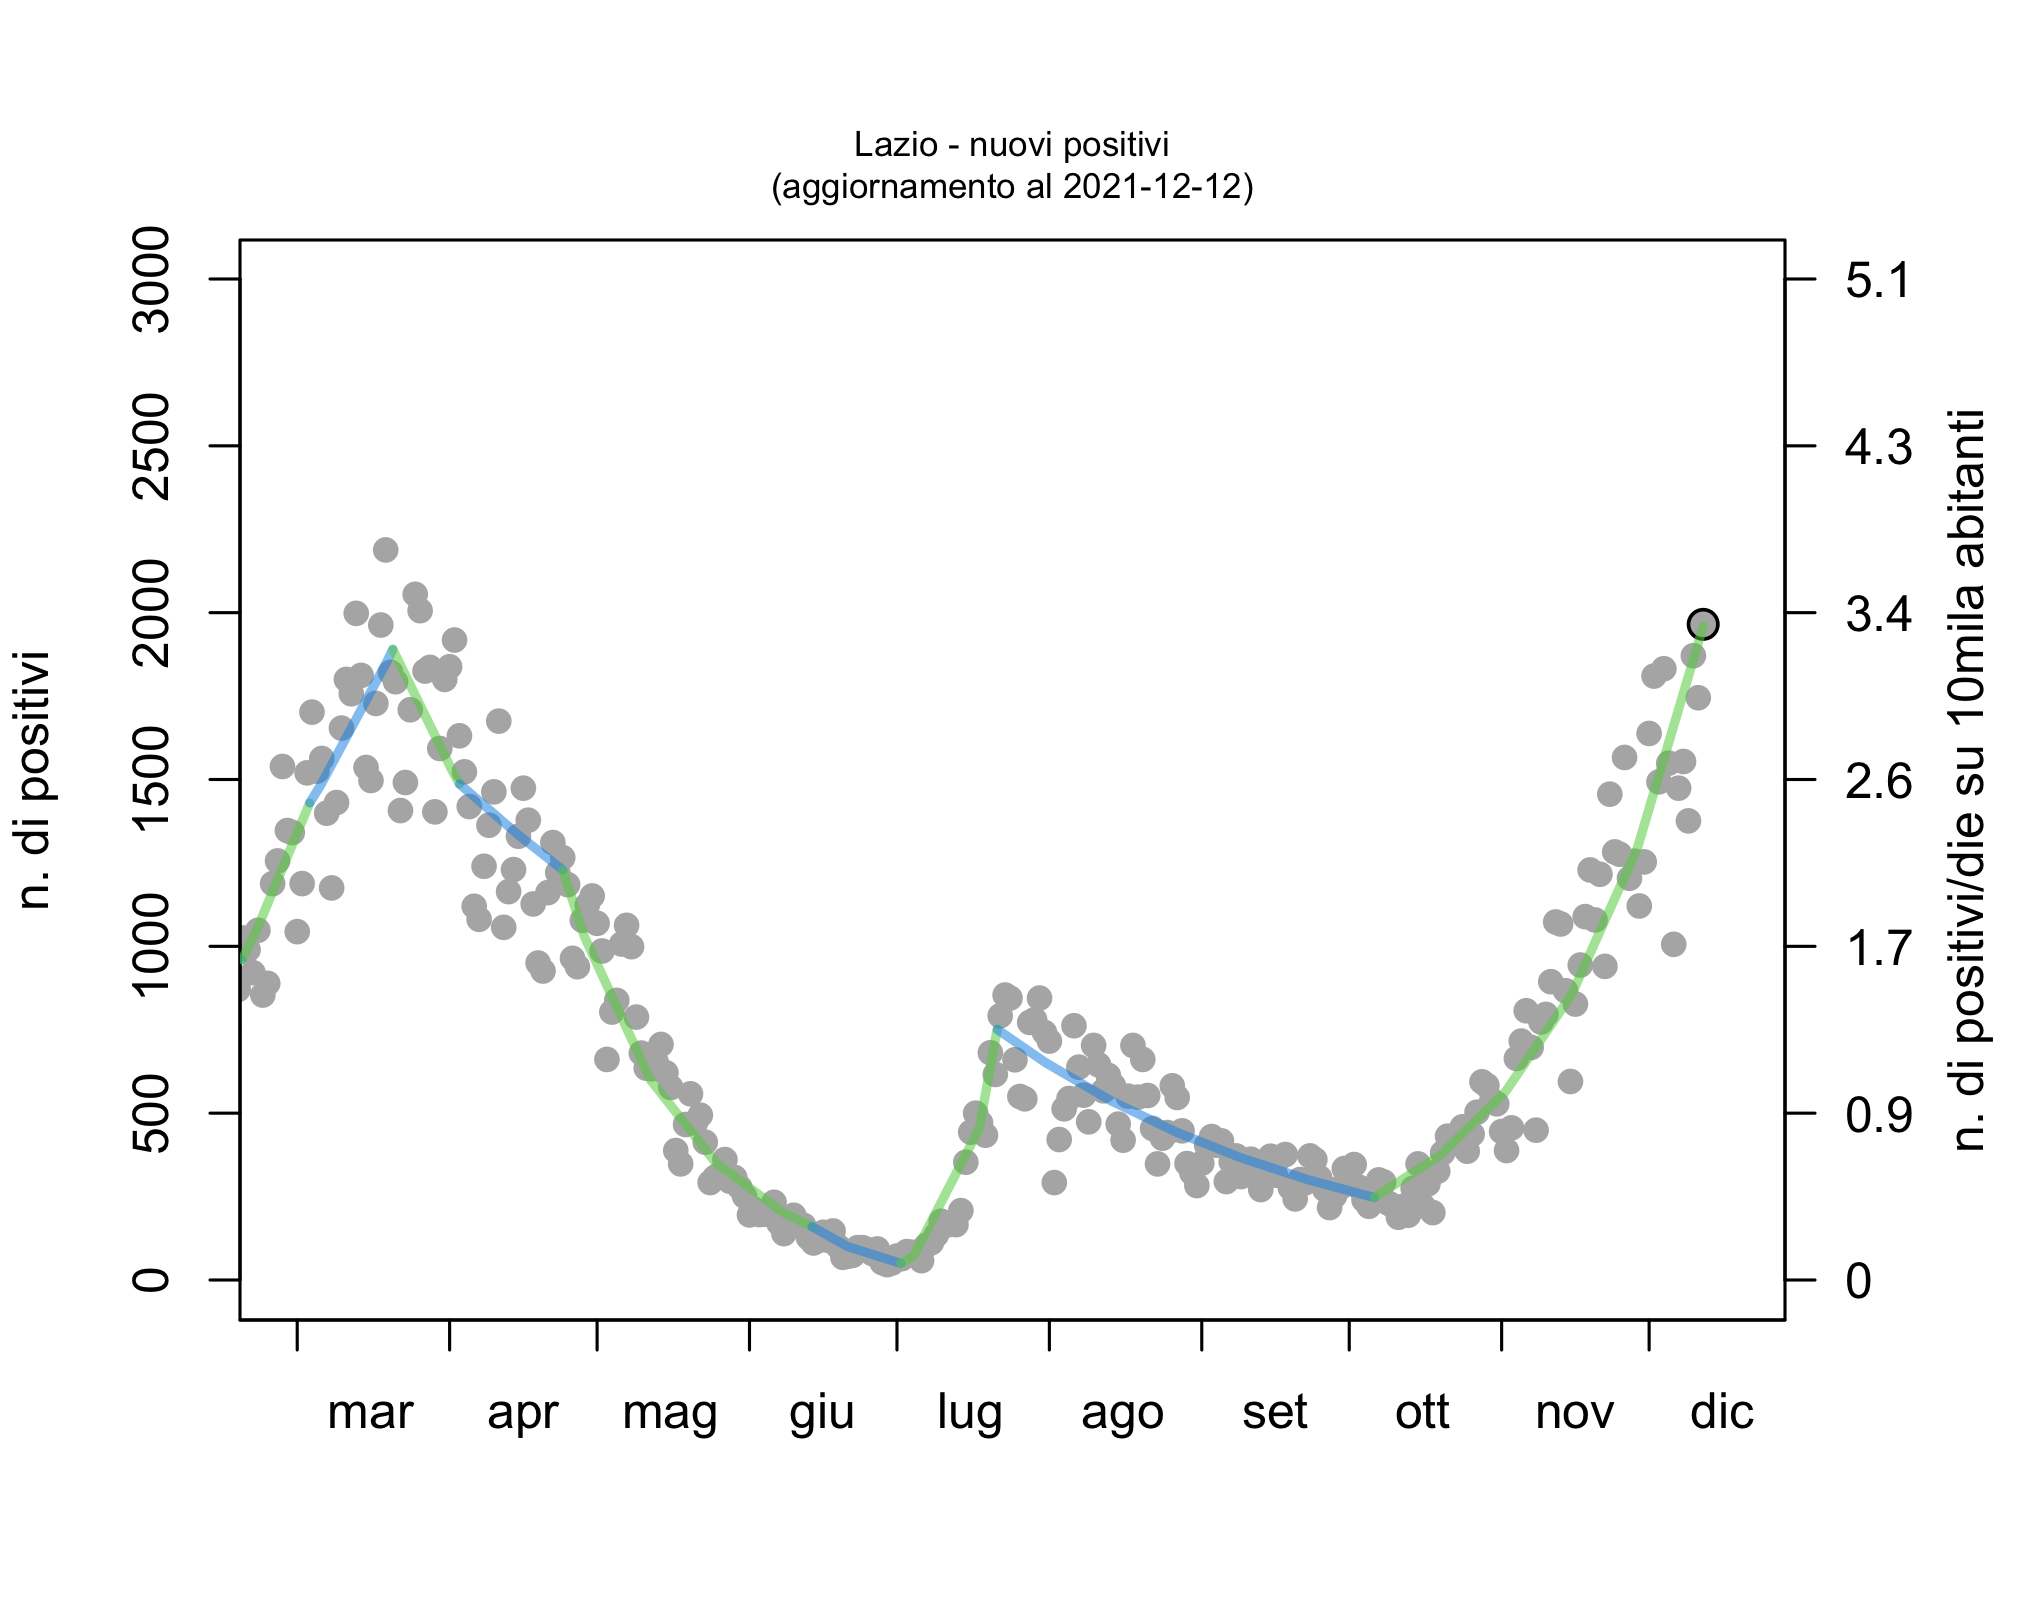 Lazio - nuovi positivi
(aggiornamento al 2021-12-12)
n. di positivi
3000
2500
2000
1500
1000
500
0
5.1
4.3
3.4
2.6
1.7
0.9
0
n. di positivi/die su 10mila abitanti
mar apr mag giu lug ago set ott nov dic